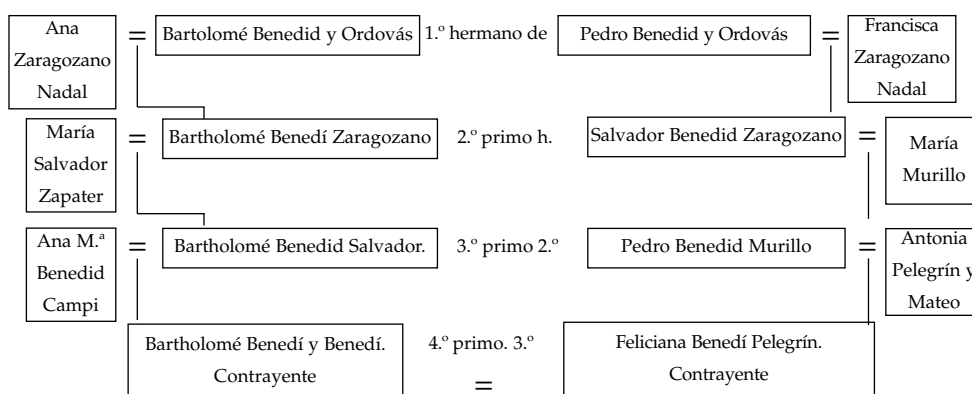 Ana
Zaragozano
Nadal
=
Bartolomé Benedid y Ordovás
1.º hermano de
Pedro Benedid y Ordovás
=
Francisca
Zaragozano
Nadal
María
Salvador
Zapater
=
Bartholomé Benedí Zaragozano
2.º primo h.
Salvador Benedid Zaragozano
=
María
Murillo
Ana M.ª
Benedid
Campi
=
Bartholomé Benedid Salvador.
3.º primo 2.º
Pedro Benedid Murillo
=
Antonia
Pelegrín y
Mateo
Bartholomé Benedí y Benedí.
Contrayente
4.º primo. 3.º
=
Feliciana Benedí Pelegrín.
Contrayente